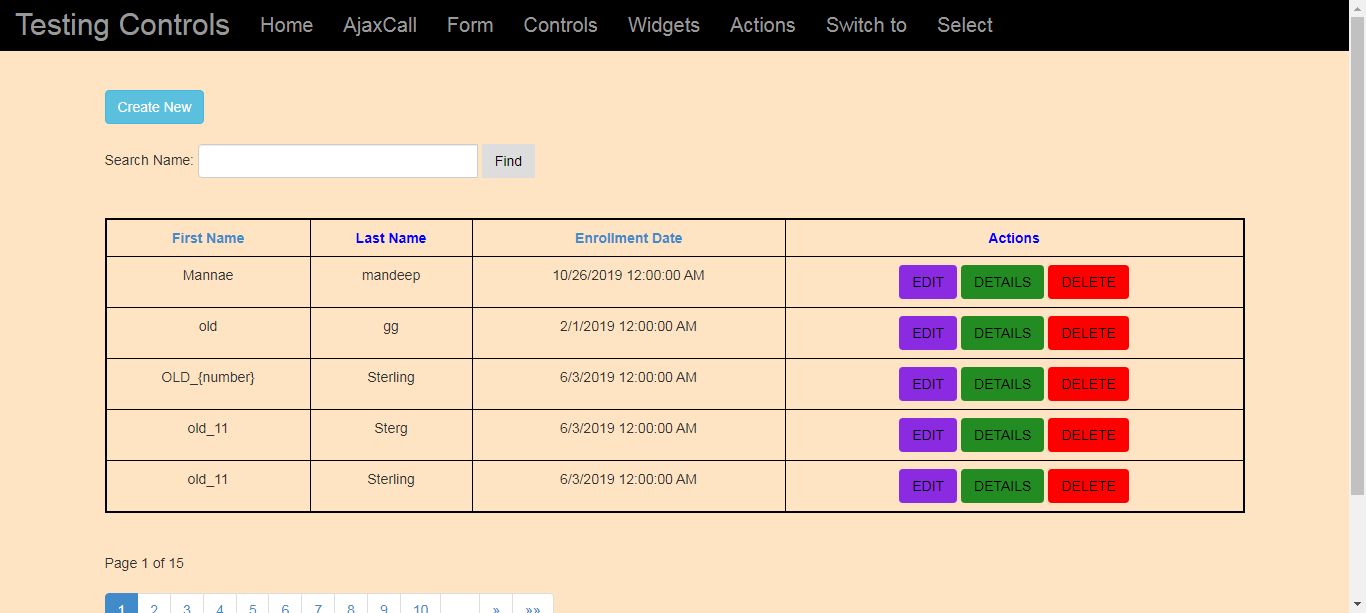 Testing Controls Home AjaxCall Form Controls Widgets Actions Switch to Select
Create New
Search Name: Find
First Name Last Name Enrollment Date Actions
Mannae mandeep 10/26/2019 12:00:00 AM EDIT DETAILS DELETE
old gg 2/1/2019 12:00:00 AM EDIT DETAILS DELETE
OLD_{number} Sterling 6/3/2019 12:00:00 AM EDIT DETAILS DELETE
old_11 Sterg 6/3/2019 12:00:00 AM EDIT DETAILS DELETE
old_11 Sterling 6/3/2019 12:00:00 AM EDIT DETAILS DELETE
Page 1 of 15
1 2 3 4 5 6 7 8 9 10 » »»